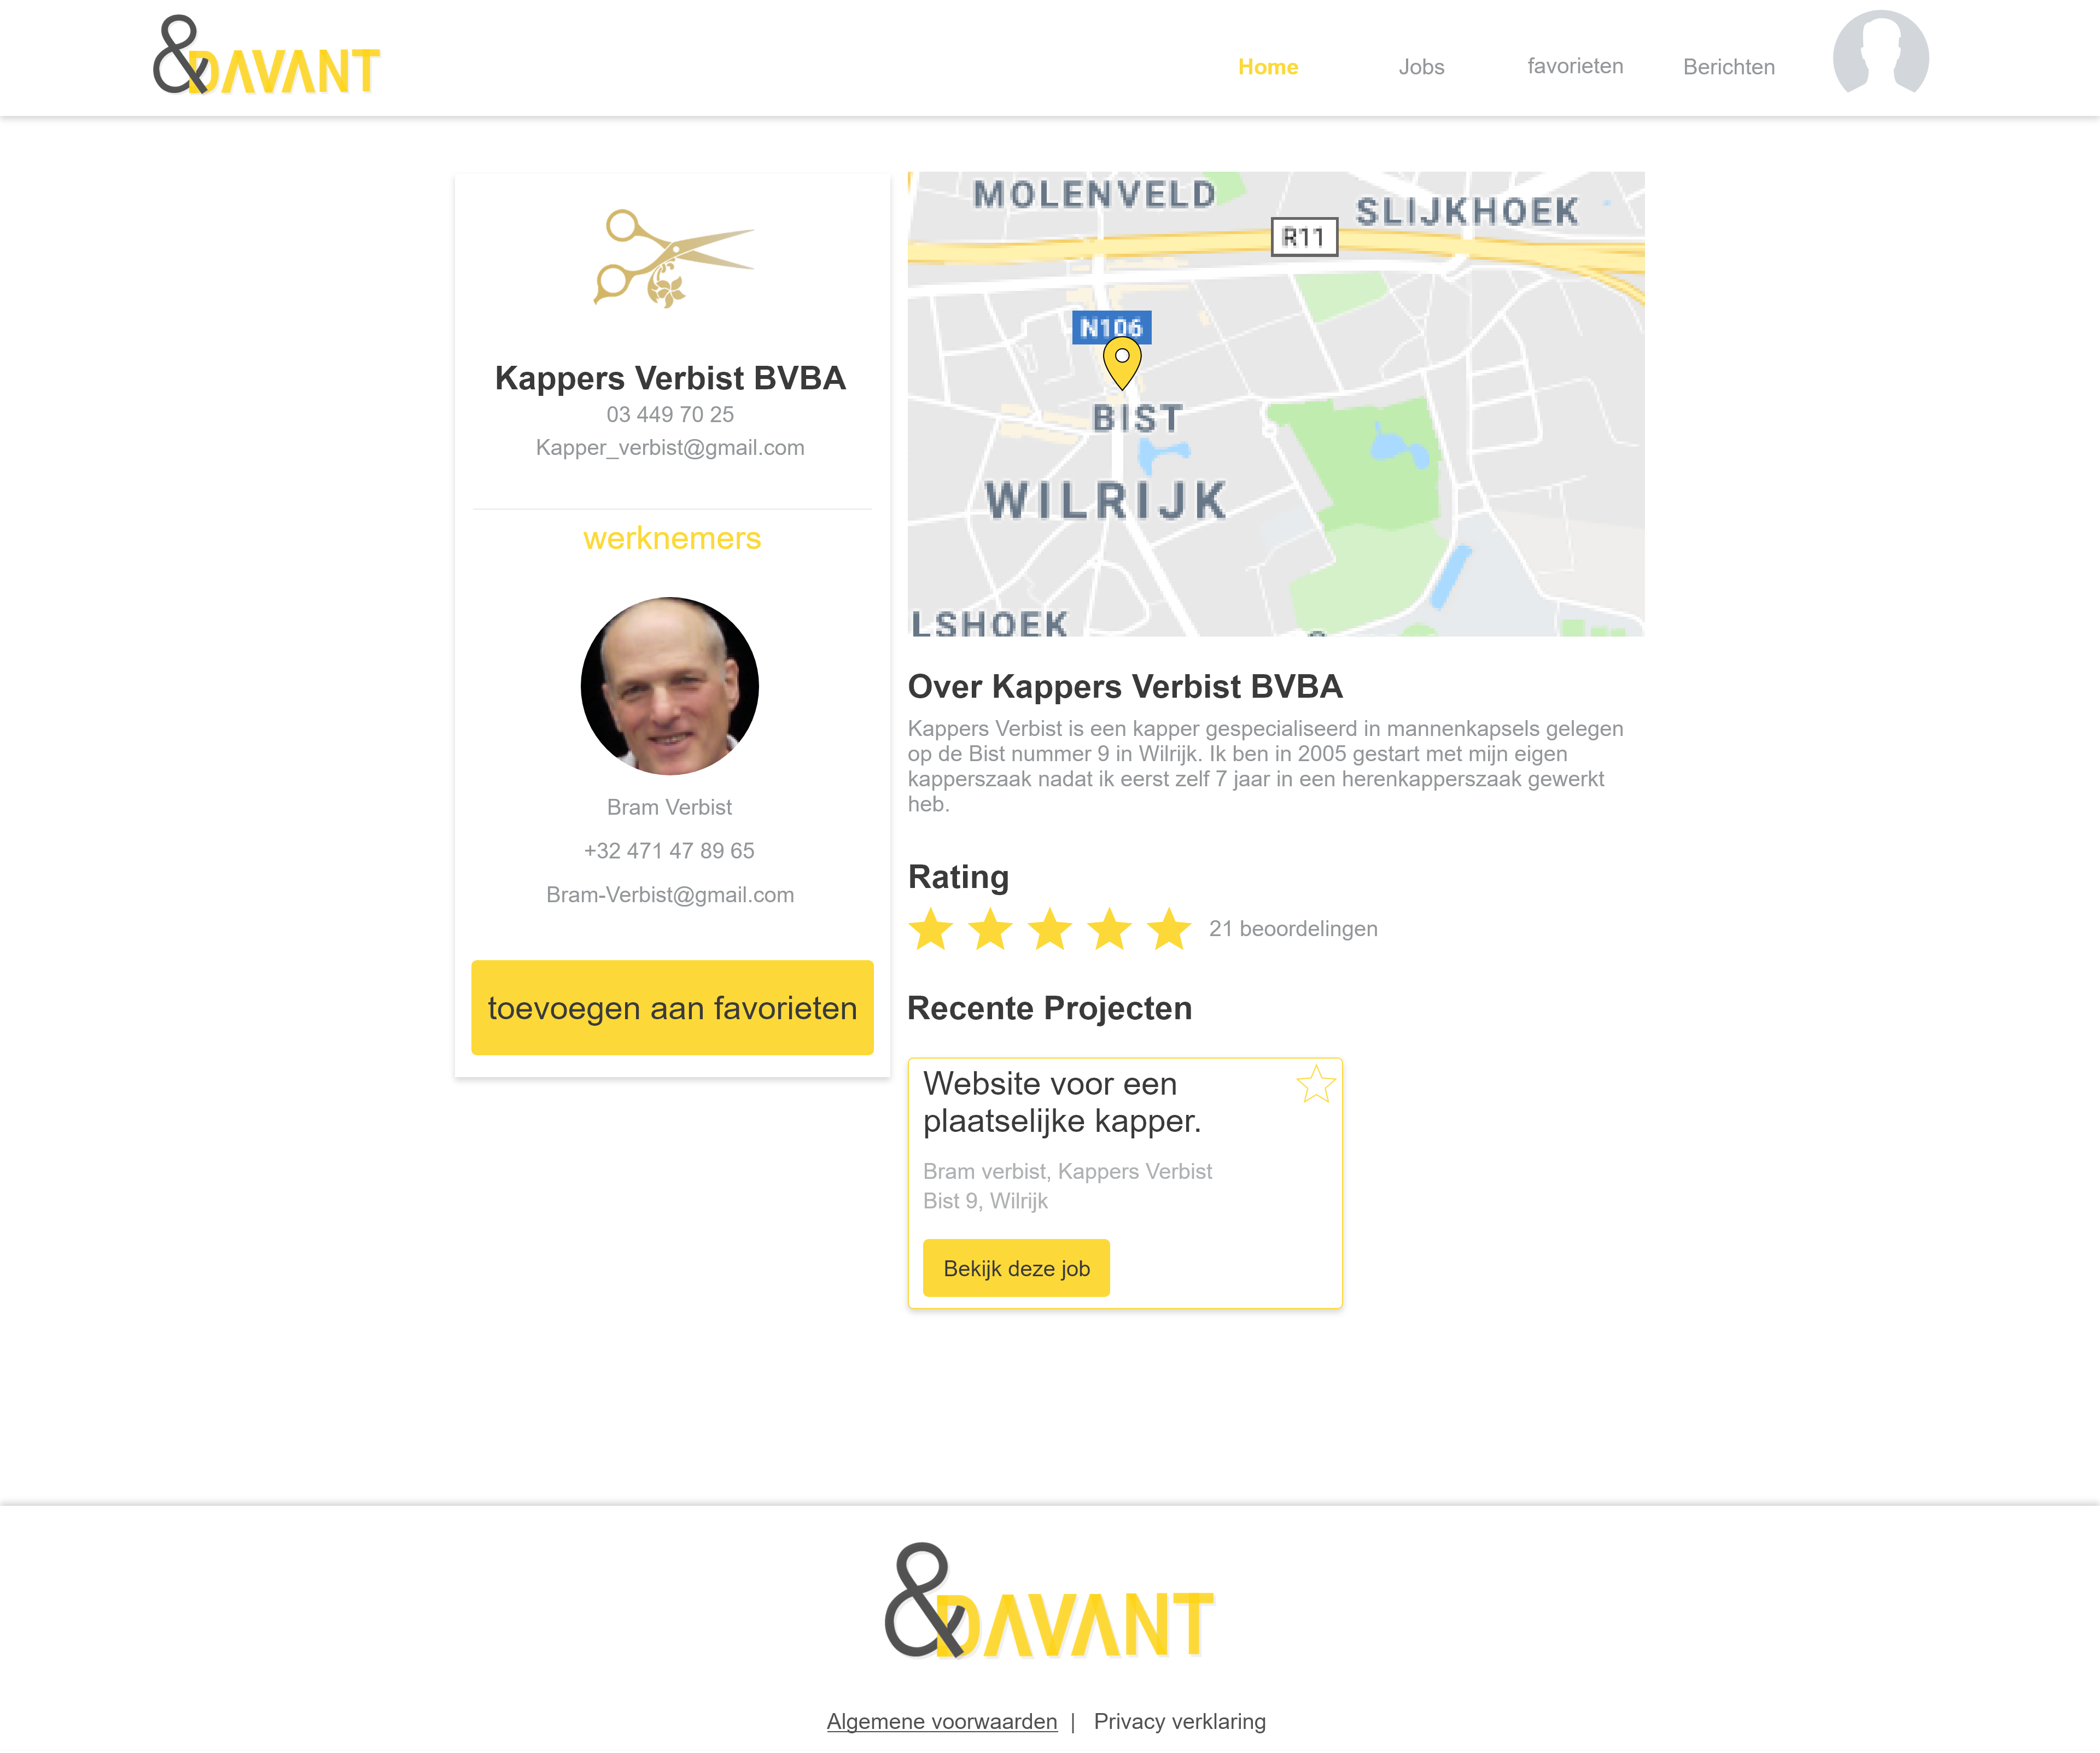 &DAVANT
Home
Jobs
favorieten
Berichten
Kappers Verbist BVBA
03 449 70 25
Kapper_verbist@gmail.com
werknemers
Bram Verbist
+32 471 47 89 65
Bram-Verbist@gmail.com
toevoegen aan favorieten
MOLENVELD
SLIJKHOEK
R11
N106
BIST
WILRIJK
LSHOEK
Over Kappers Verbist BVBA
Kappers Verbist is een kapper gespecialiseerd in mannenkapsels gelegen
op de Bist nummer 9 in Wilrijk. Ik ben in 2005 gestart met mijn eigen
kapperszaak nadat ik eerst zelf 7 jaar in een herenkapperszaak gewerkt
heb.
Rating
21 beoordelingen
Recente Projecten
Website voor een
plaatselijke kapper.
Bram verbist, Kappers Verbist
Bist 9, Wilrijk
Bekijk deze job
&DAVANT
Algemene voorwaarden | Privacy verklaring